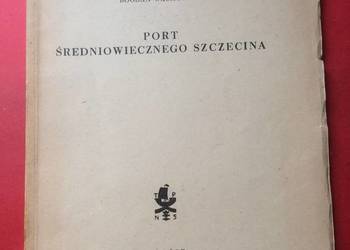 PORT
ŚREDNIOWIECZNEGO SZCZECINA
T P
N S